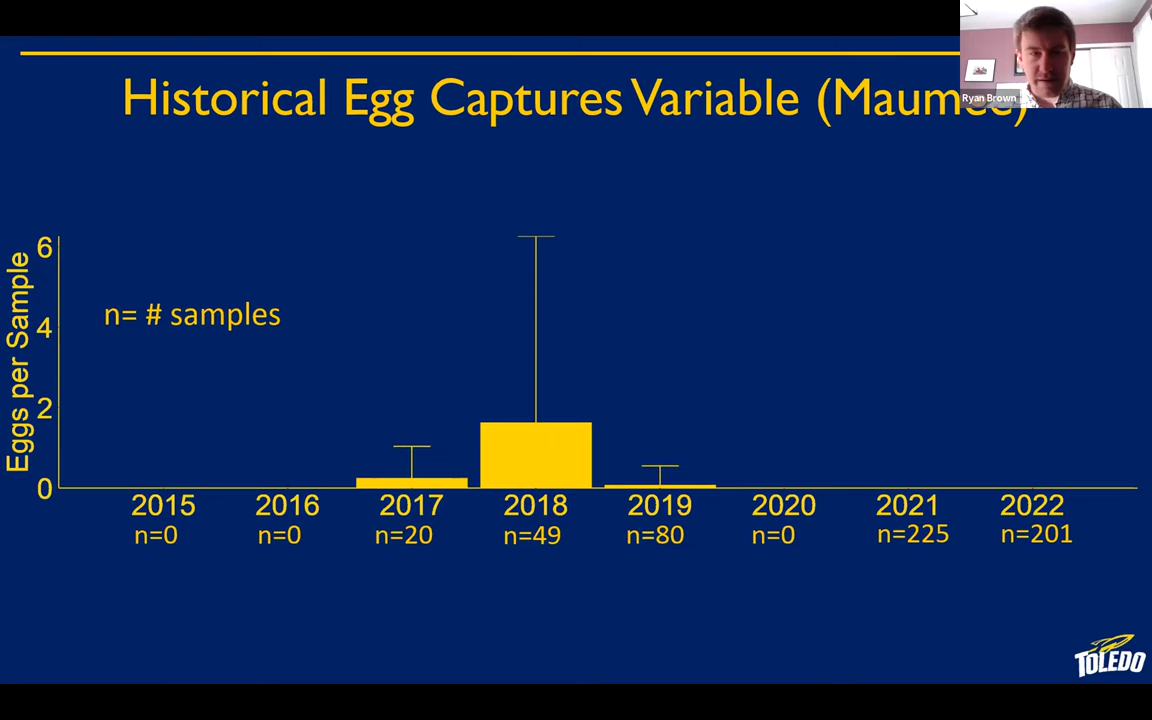 Historical Egg Captures Variable (Maumee)
Ryan Brown
Eggs per Sample
6
4
2
0
n= # samples
2015 2016 2017 2018 2019 2020 2021 2022
n=0 n=0 n=20 n=49 n=80 n=0 n=225 n=201
TOLEDO